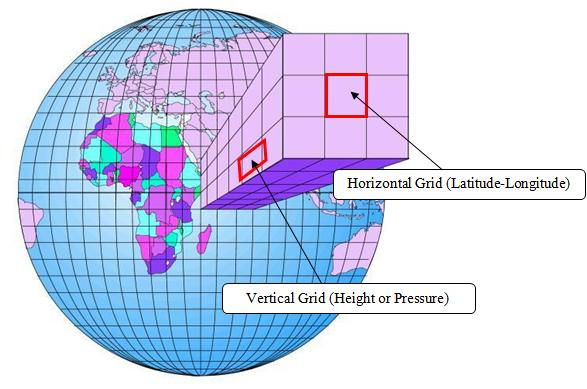 Horizontal Grid (Latitude-Longitude)
Vertical Grid (Height or Pressure)